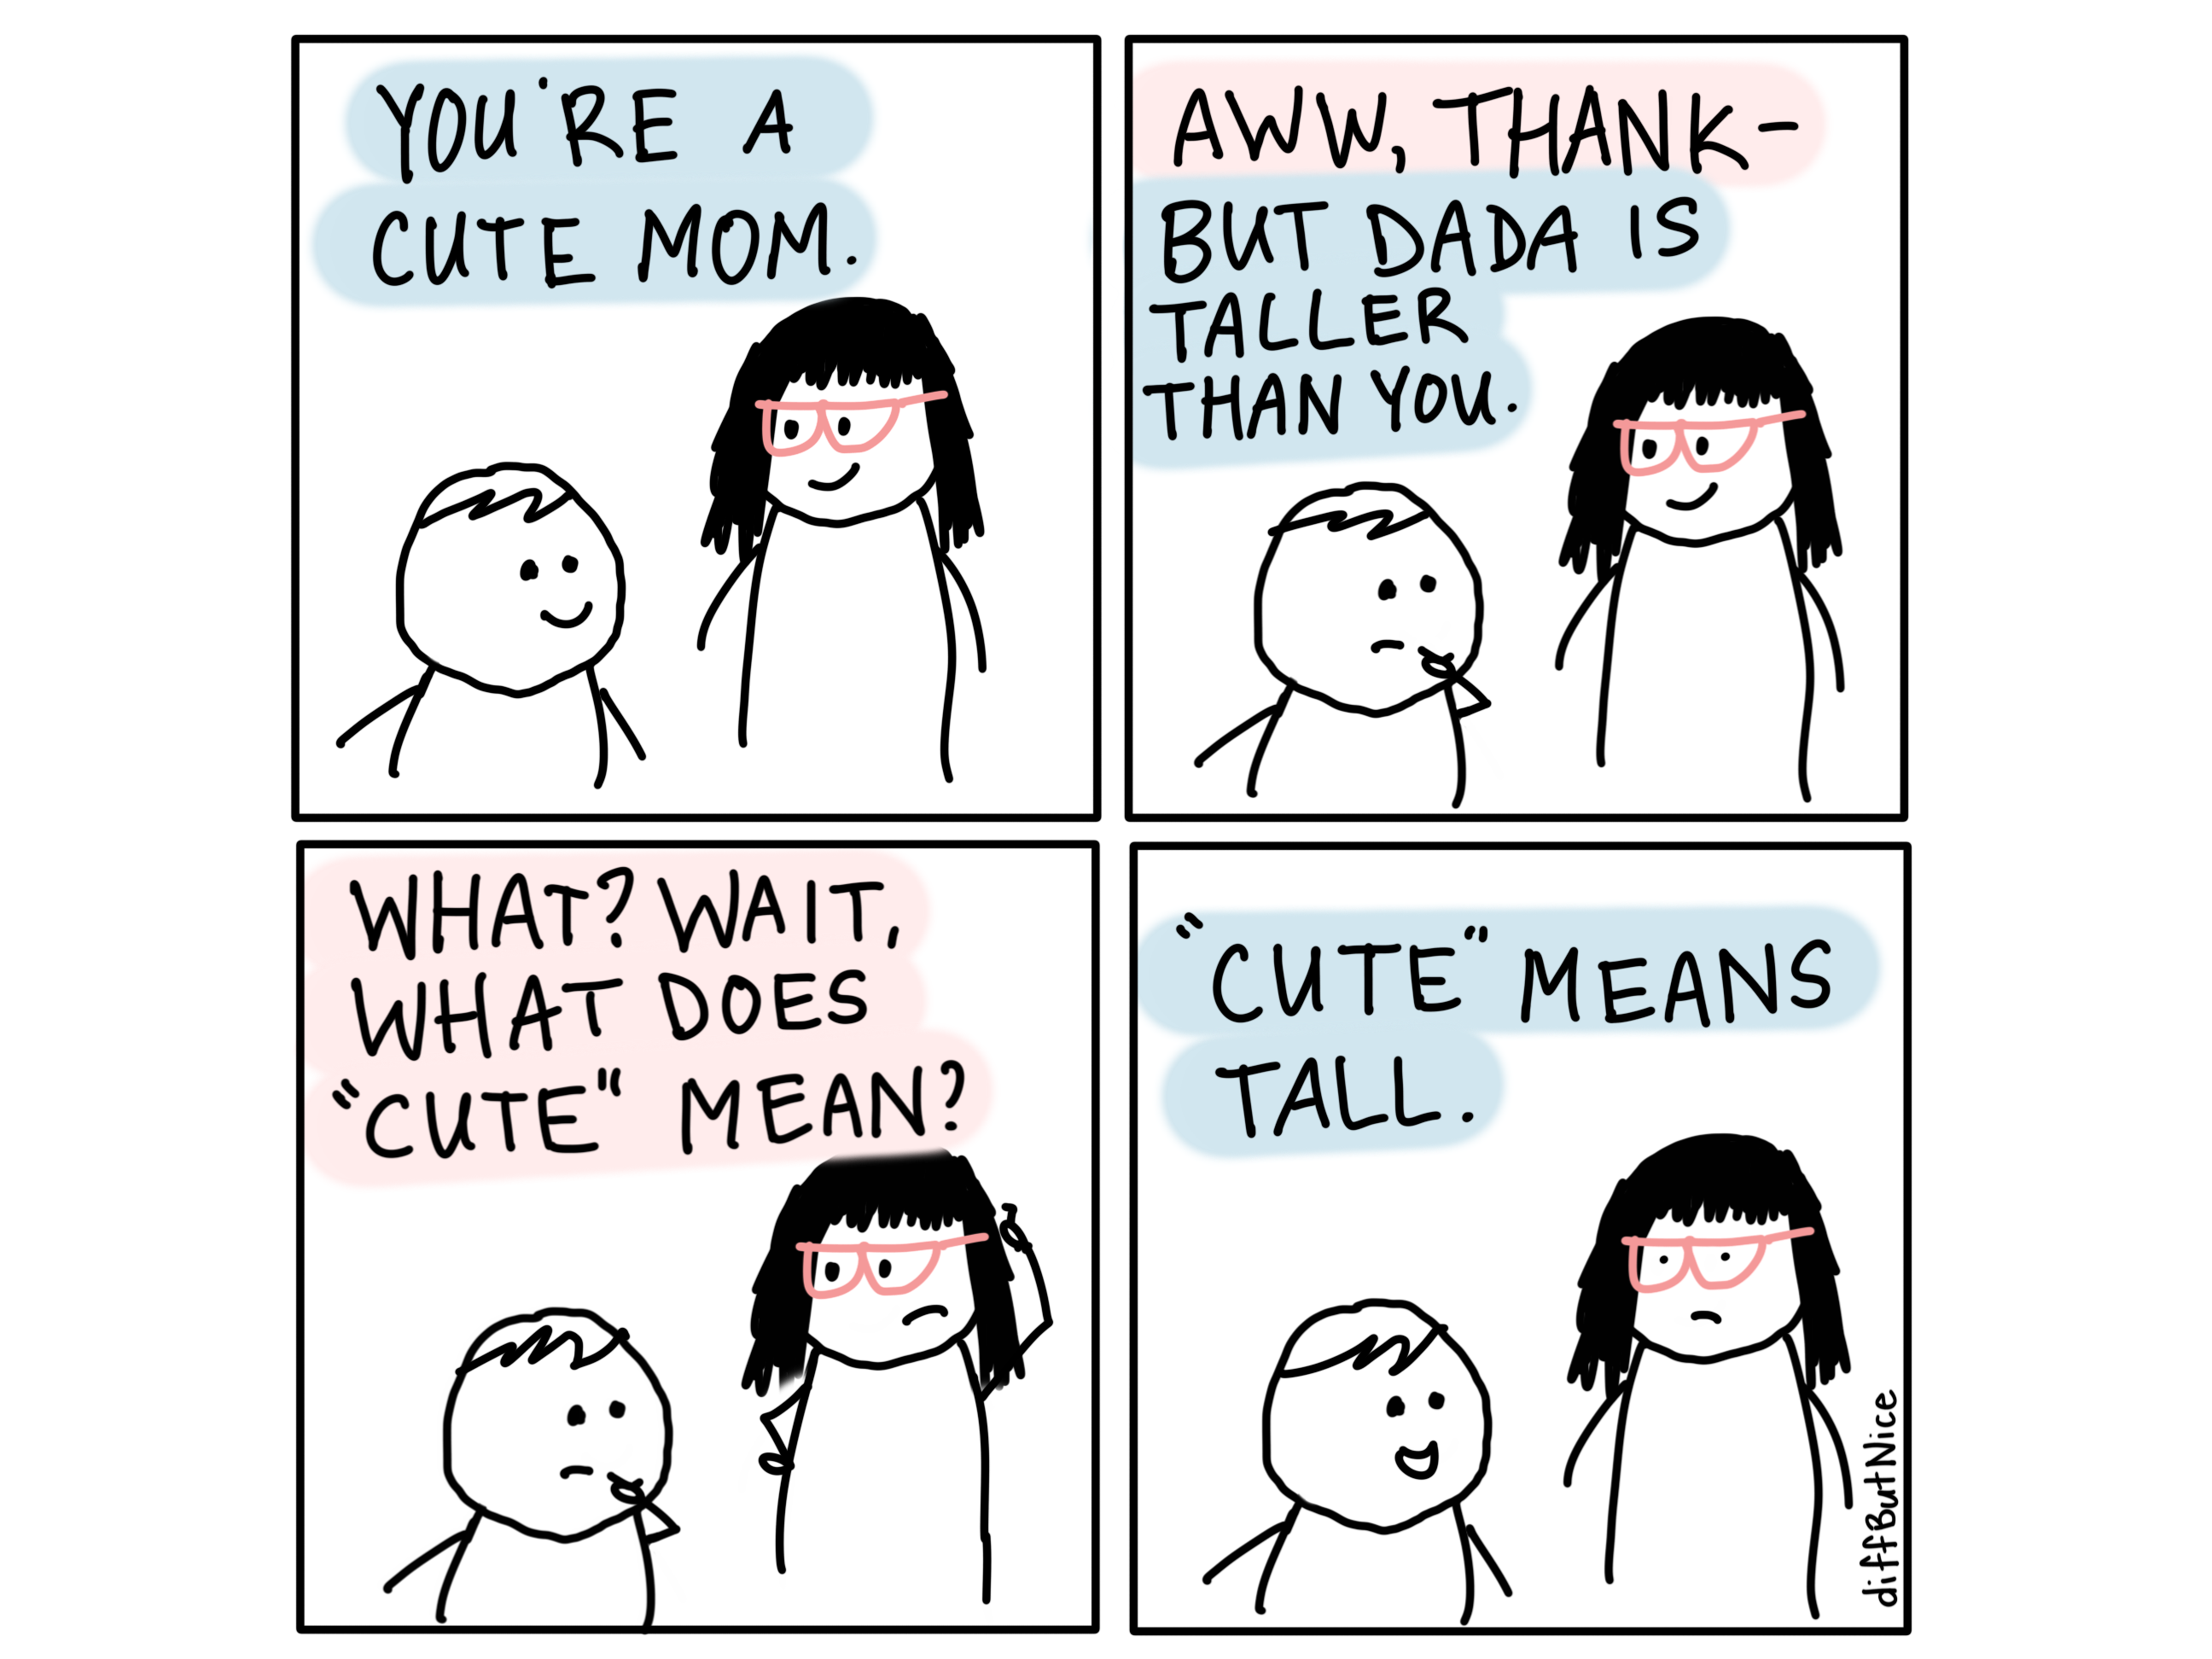 YOU'RE A
CUTE MOM.
AWW, THANK-
BUT DADA IS
TALLER
THAN YOU.
WHAT? WAIT,
WHAT DOES
"CUTE" MEAN?
"CUTE" MEANS
TALL.
diffButNice